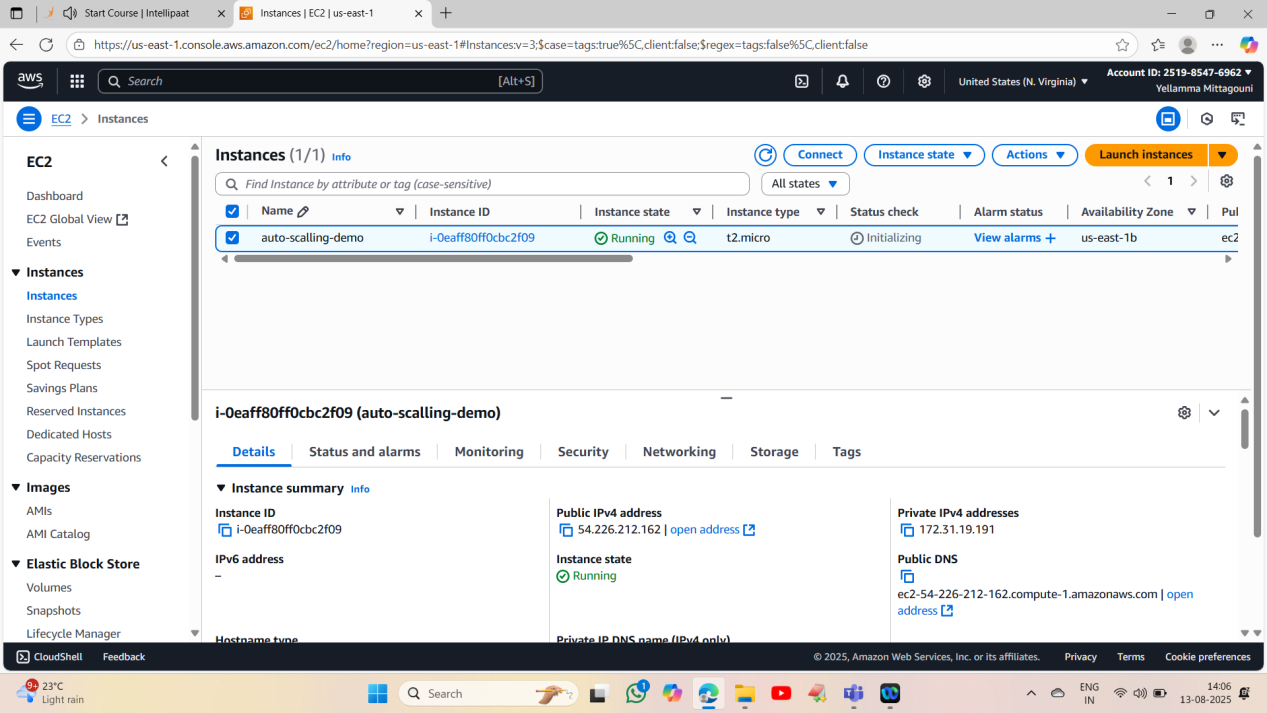 Start Course | Intellipaat
Instances | EC2 | us-east-1
https://us-east-1.console.aws.amazon.com/ec2/home?region=us-east-1#Instances:v=3;$case=tags:true%5C,client:false;$regex=tags:false%5C,client:false
aws
Search [Alt+S]
United States (N. Virginia)
Account ID: 2519-8547-6962
Yellamma Mittagouni
EC2 > Instances
EC2
Dashboard
EC2 Global View
Events
Instances
Instances
Instance Types
Launch Templates
Spot Requests
Savings Plans
Reserved Instances
Dedicated Hosts
Capacity Reservations
Images
AMIs
AMI Catalog
Elastic Block Store
Volumes
Snapshots
Lifecycle Manager
Instances (1/1) Info
Connect
Instance state
Actions
Launch instances
Find Instance by attribute or tag (case-sensitive)
All states
1
Name Instance ID Instance state Instance type Status check Alarm status Availability Zone Pul
auto-scalling-demo i-0eaff80ff0cbc2f09 Running t2.micro Initializing View alarms + us-east-1b ec2
i-0eaff80ff0cbc2f09 (auto-scalling-demo)
Details Status and alarms Monitoring Security Networking Storage Tags
Instance summary Info
Instance ID
i-0eaff80ff0cbc2f09
Public IPv4 address
54.226.212.162 | open address
Private IPv4 addresses
172.31.19.191
IPv6 address
–
Instance state
Running
Public DNS
ec2-54-226-212-162.compute-1.amazonaws.com | open
address
Hostname type
Private IP DNS name (IPv4 only)
CloudShell Feedback
© 2025, Amazon Web Services, Inc. or its affiliates. Privacy Terms Cookie preferences
9+
23°C
Light rain
Search
1
ENG
IN
14:06
13-08-2025